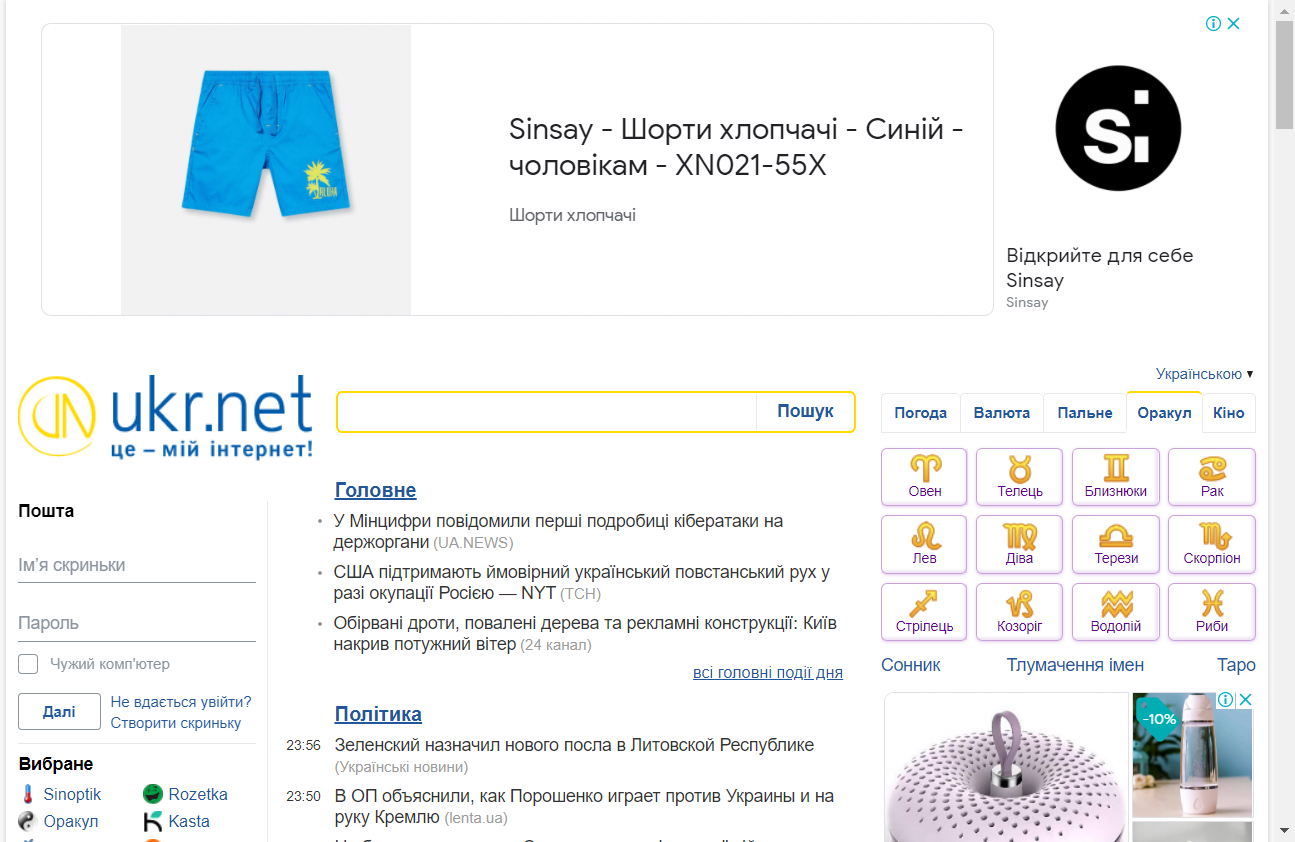 Sinsay - Шорти хлопчачі - Синій -
чоловікам - XN021-55X
Шорти хлопчачі
ALOHA
Si
Відкрийте для себе
Sinsay
Sinsay
Українською
ukr.net
це – мій інтернет!
Пошук
Погода
Валюта
Пальне
Оракул
Кіно
Овен
Телець
Близнюки
Рак
Лев
Діва
Терези
Скорпіон
Стрілець
Козоріг
Водолій
Риби
Сонник
Тлумачення імен
Таро
-10%
Пошта
Ім'я скриньки
Пароль
Чужий комп'ютер
Далі
Не вдається увійти?
Створити скриньку
Вибране
Sinoptik
Rozetka
Оракул
Kasta
Головне
У Мінцифри повідомили перші подробиці кібератаки на
держоргани (UA.NEWS)
США підтримають ймовірний український повстанський рух у
разі окупації Росією — NYT (ТСН)
Обірвані дроти, повалені дерева та рекламні конструкції: Київ
накрив потужний вітер (24 канал)
всі головні події дня
Політика
23:56 Зеленский назначил нового посла в Литовской Республике
(Українські новини)
23:50 В ОП объяснили, как Порошенко играет против Украины и на
руку Кремлю (lenta.ua)